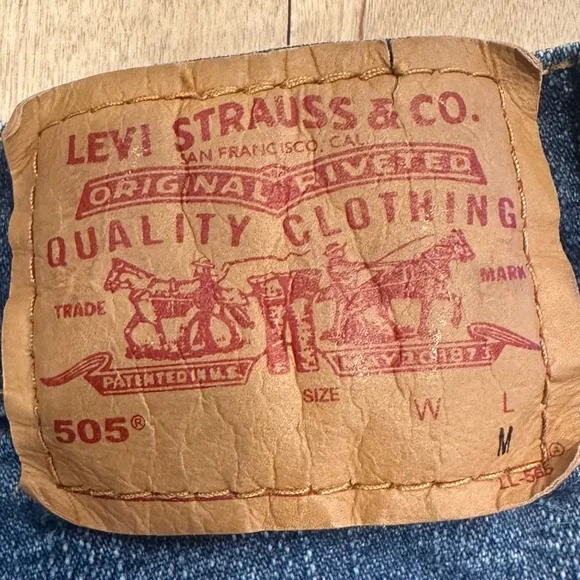 LEVI STRAUSS & CO.
SAN FRANCISCO, CAL.
ORIGINAL RIVETED
QUALITY CLOTHING
TRADE MARK
PATENTED IN U.S. MAY 20 1873
SIZE W L
505® M